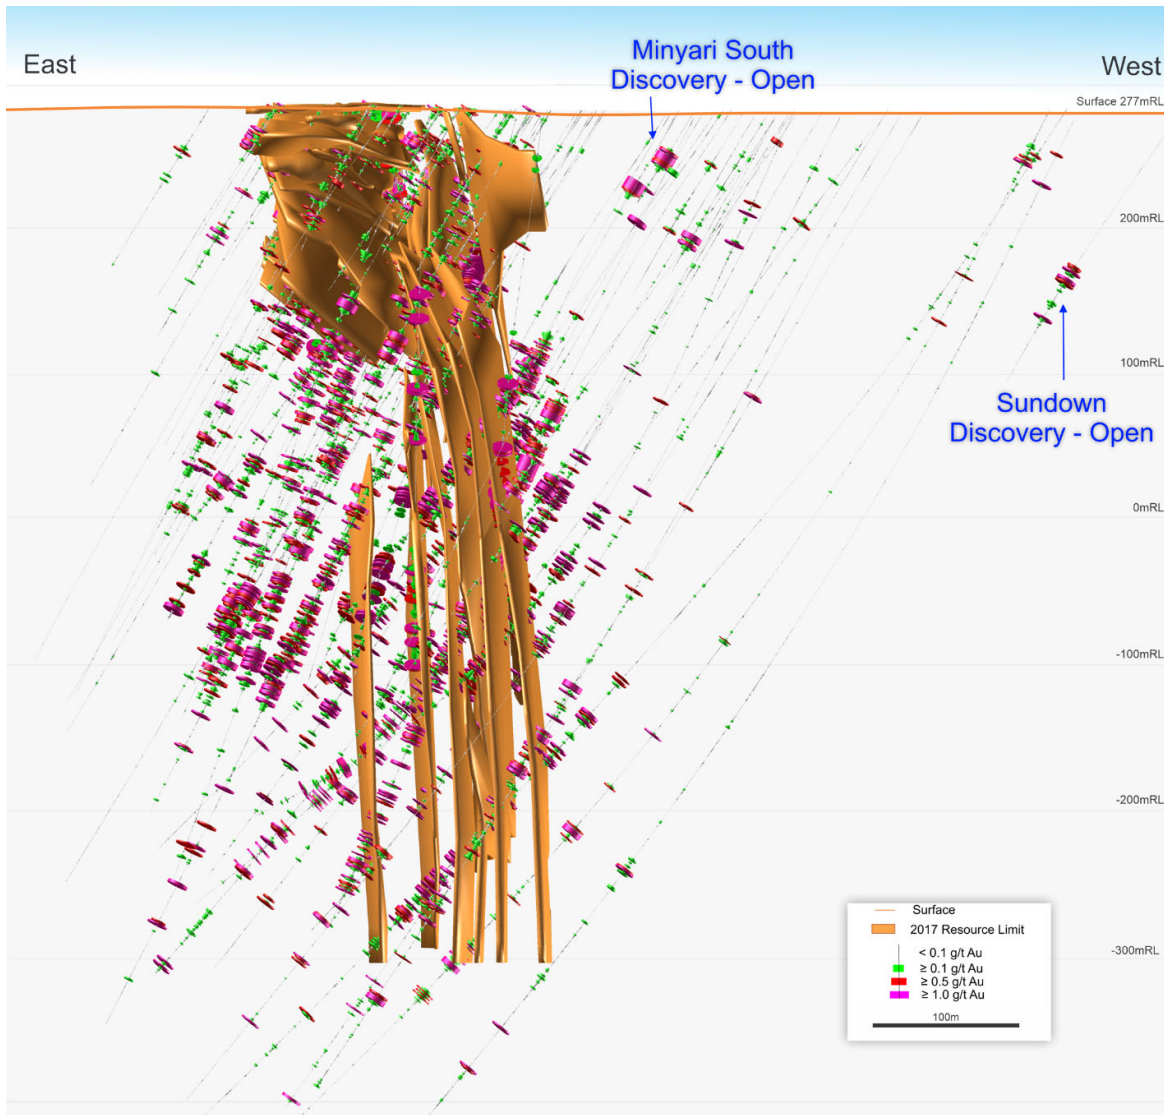 East
Minyari South
Discovery - Open
West
Surface 277mRL
200mRL
100mRL
Sundown
Discovery - Open
0mRL
-100mRL
-200mRL
Surface
2017 Resource Limit
< 0.1 g/t Au
≥ 0.1 g/t Au
≥ 0.5 g/t Au
≥ 1.0 g/t Au
-300mRL
100m